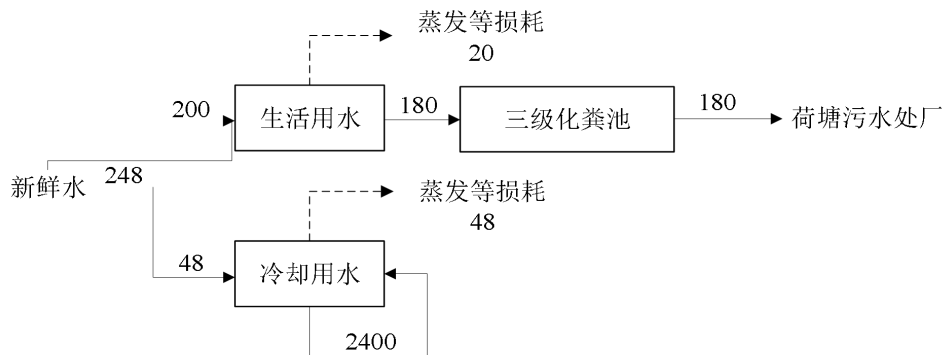 蒸发等损耗
20
200
生活用水
180
三级化粪池
180
荷塘污水处厂
新鲜水
248
蒸发等损耗
48
48
冷却用水
2400